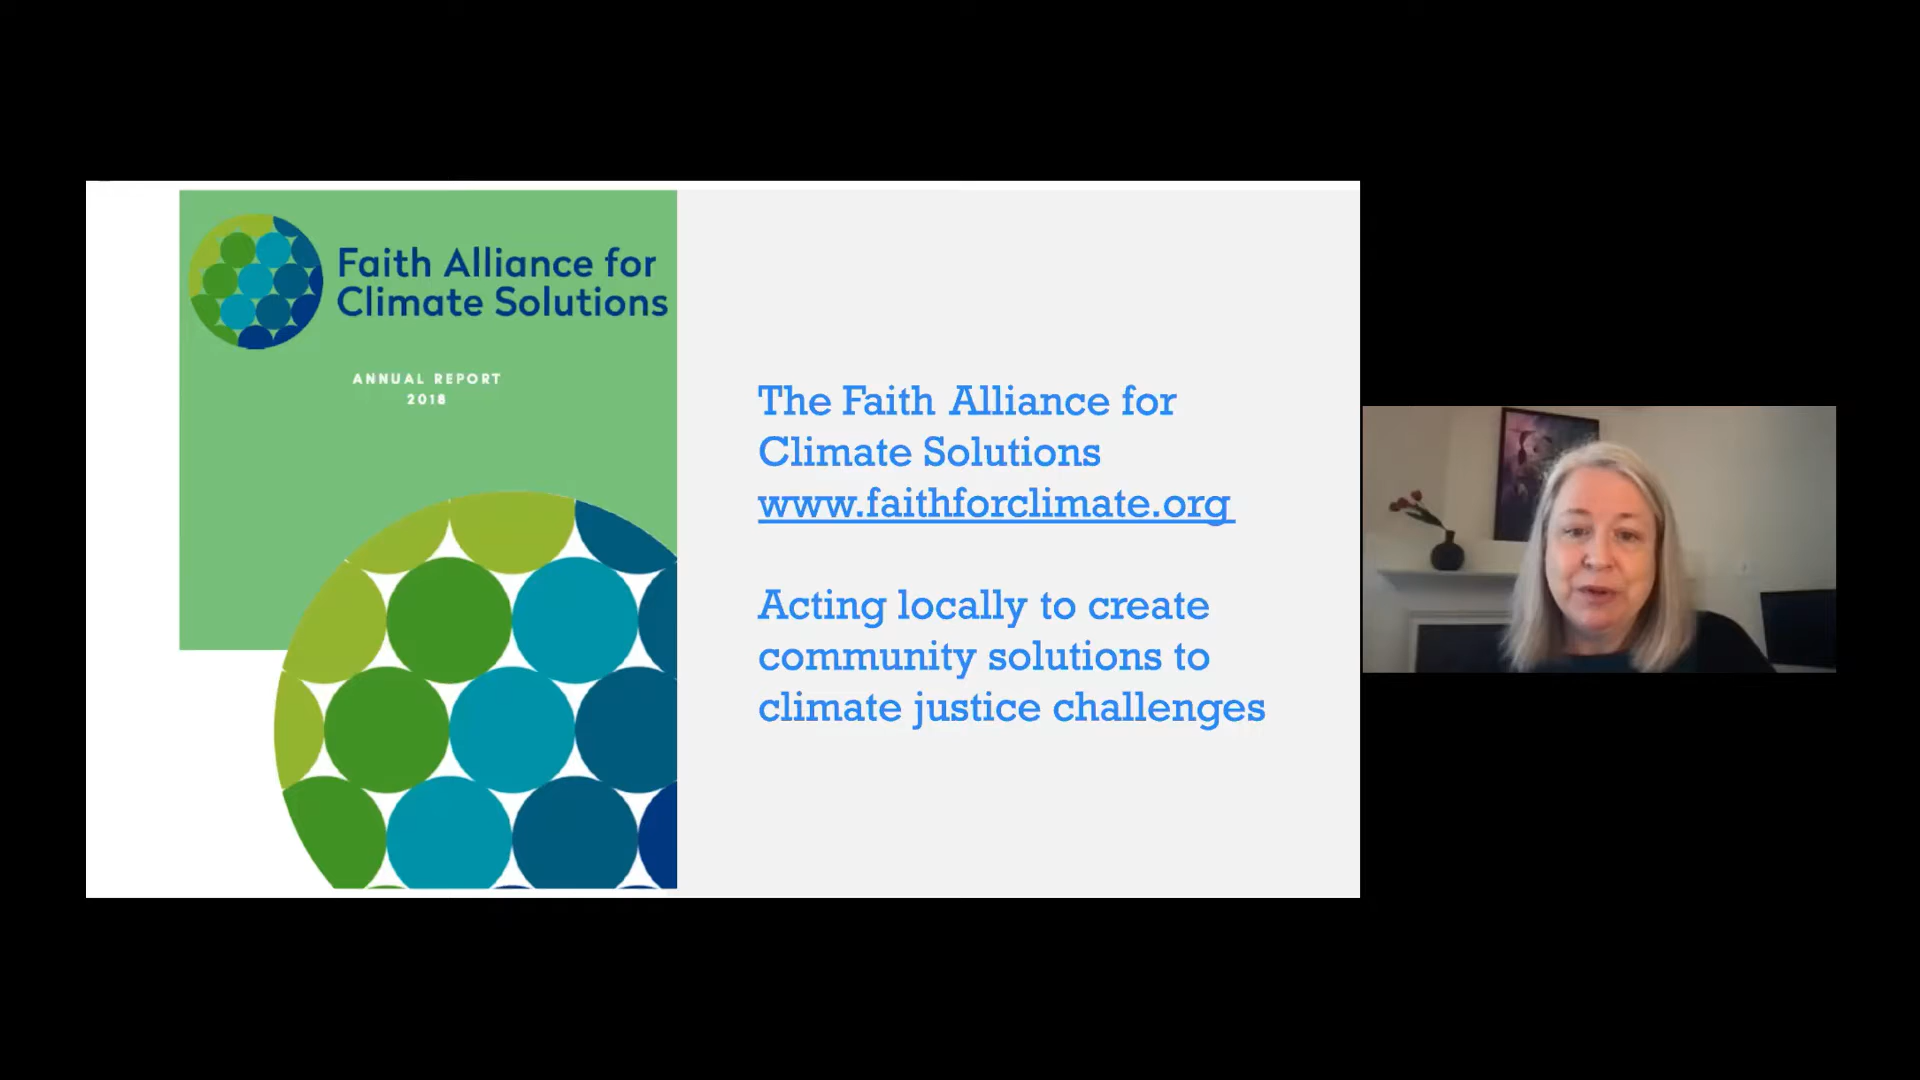 Faith Alliance for
Climate Solutions
ANNUAL REPORT
2018
The Faith Alliance for
Climate Solutions
www.faithforclimate.org
Acting locally to create
community solutions to
climate justice challenges